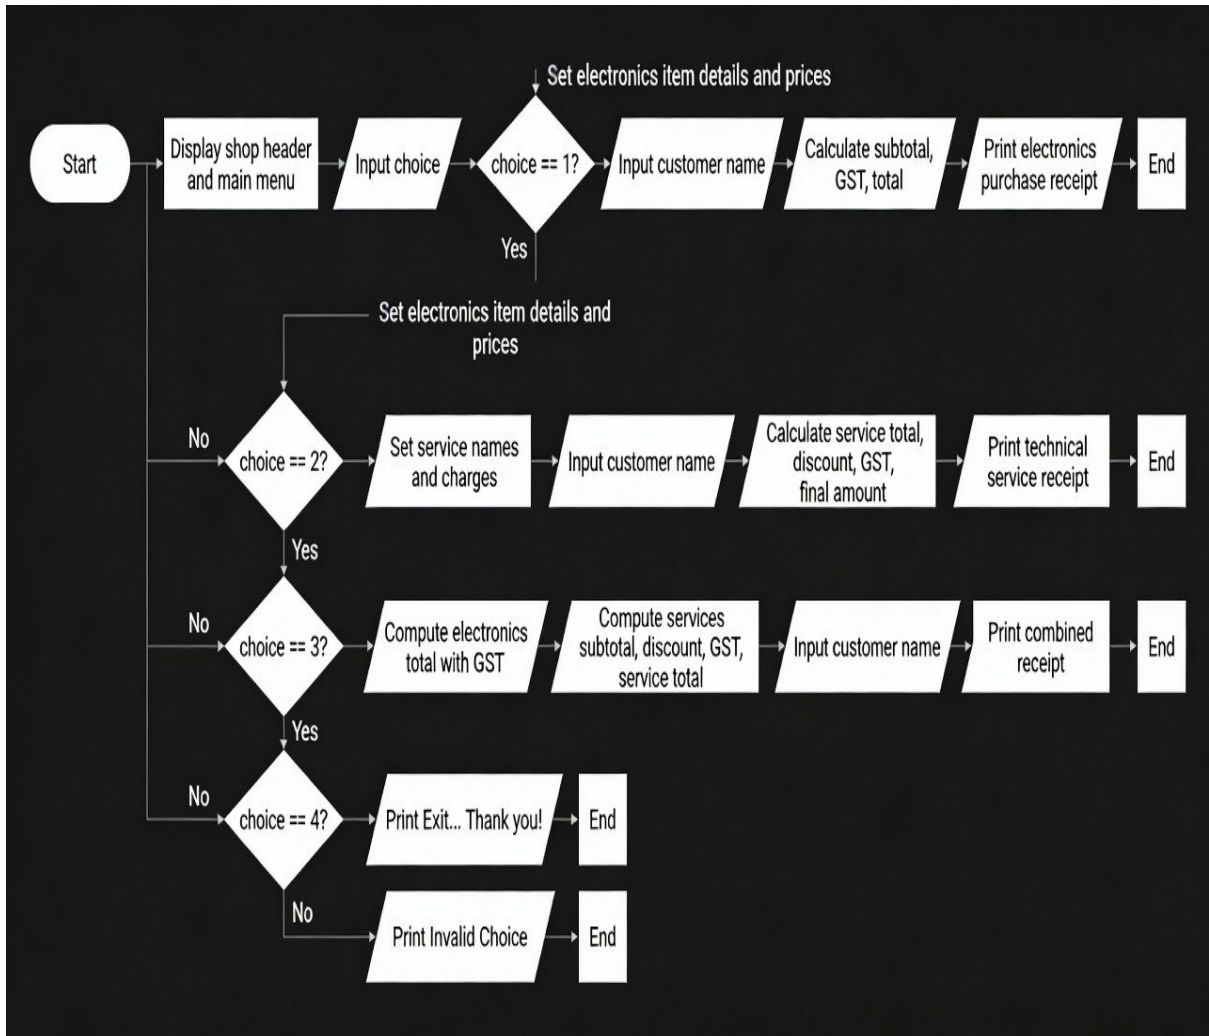 Set electronics item details and prices
Start
Display shop header
and main menu
Input choice
choice == 1?
Input customer name
Calculate subtotal,
GST, total
Print electronics
purchase receipt
End
Yes
Set electronics item details and
prices
No
choice == 2?
Set service names
and charges
Input customer name
Calculate service total,
discount, GST,
final amount
Print technical
service receipt
End
Yes
No
choice == 3?
Compute electronics
total with GST
Compute services
subtotal, discount, GST,
service total
Input customer name
Print combined
receipt
End
Yes
No
choice == 4?
Print Exit... Thank you!
End
No
Print Invalid Choice
End